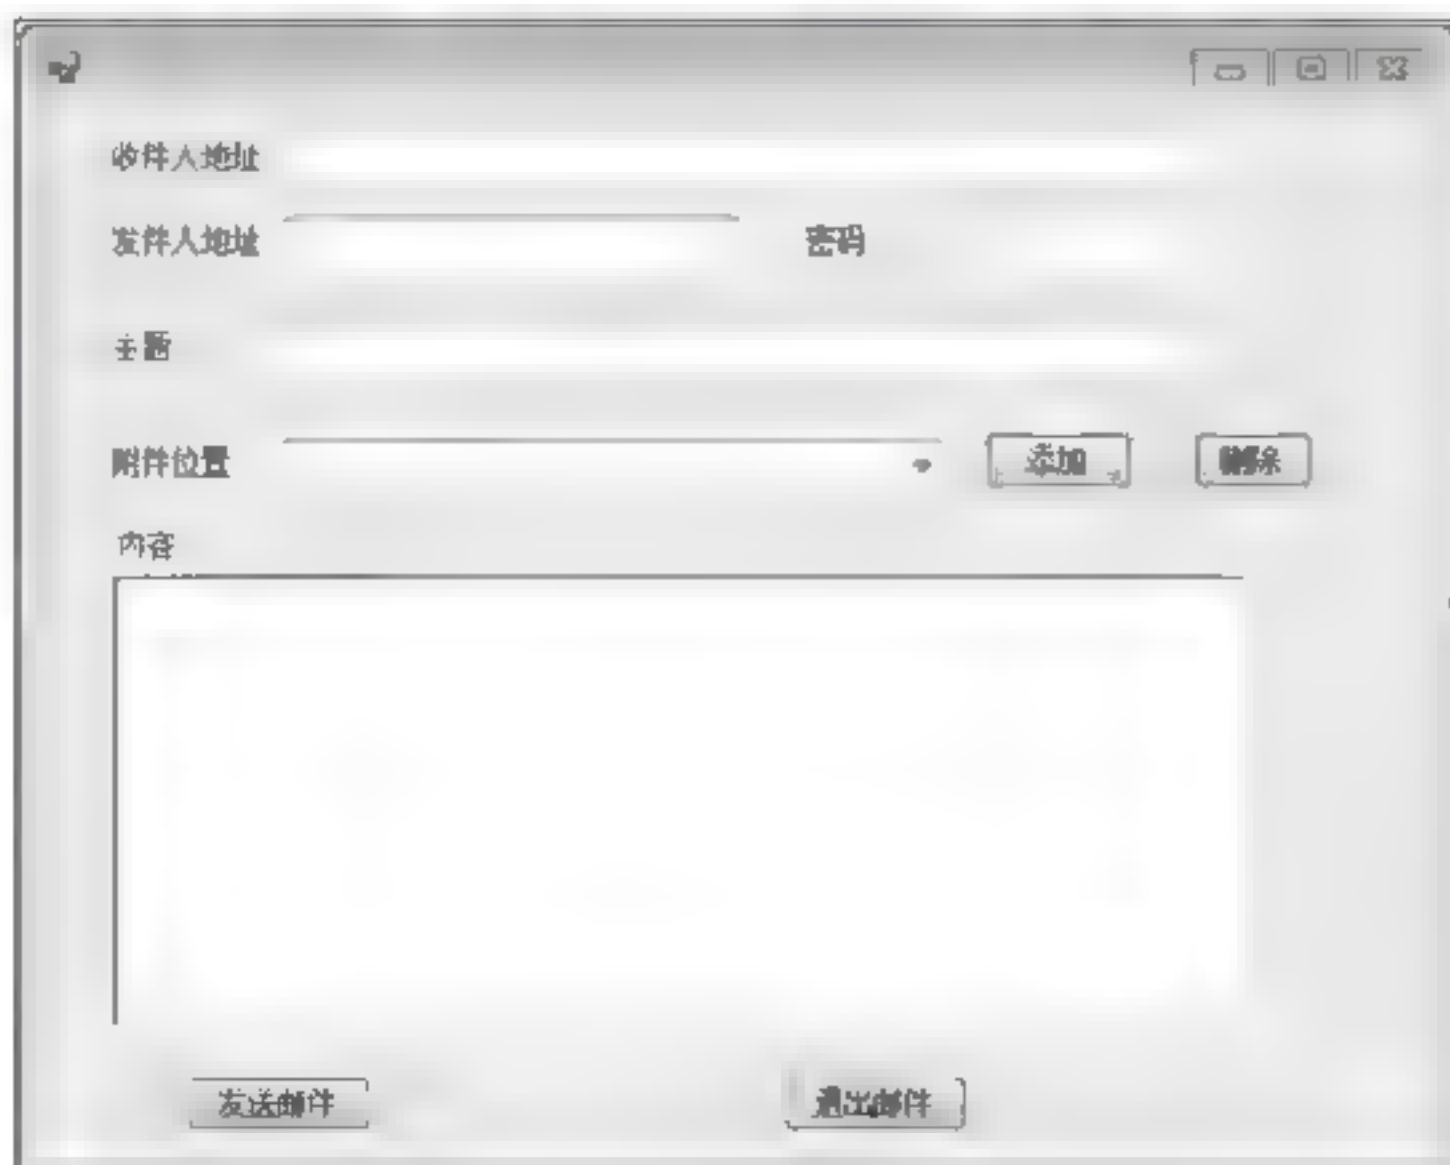 收件人地址
发件人地址 密码
主题
附件位置 添加 删除
内容
发送邮件 退出邮件